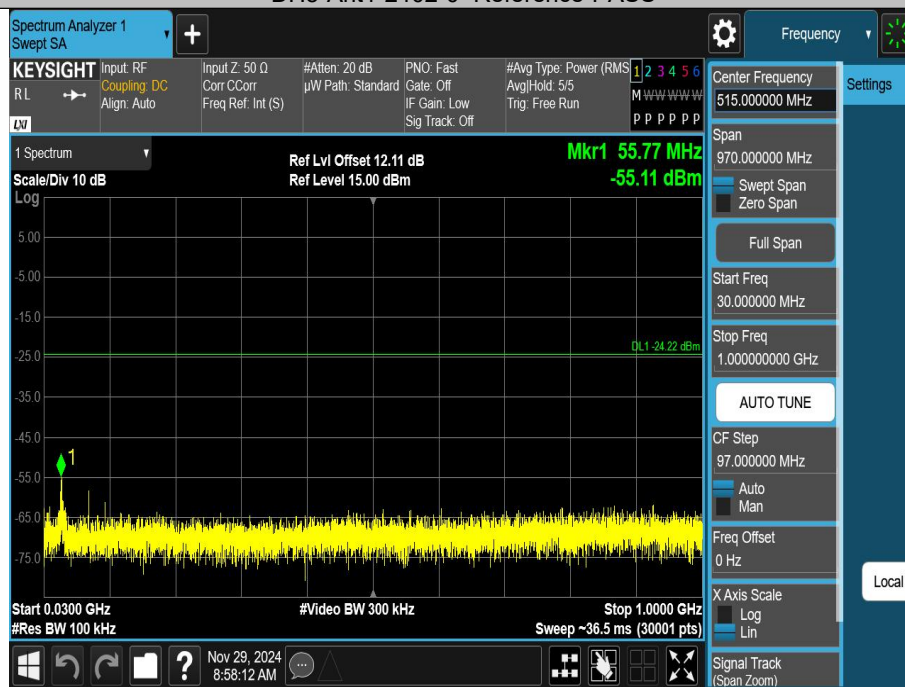 Spectrum Analyzer 1
Swept SA
Frequency
KEYSIGHT
RL
LXI
Input: RF
Coupling: DC
Align: Auto
Input Z: 50 Ω
Corr CCorr
Freq Ref: Int (S)
#Atten: 20 dB
µW Path: Standard
PNO: Fast
Gate: Off
IF Gain: Low
Sig Track: Off
#Avg Type: Power (RMS
Avg|Hold: 5/5
Trig: Free Run
1 2 3 4 5 6
M W W W W W
P P P P P P
1 Spectrum
Scale/Div 10 dB
Log
Ref Lvl Offset 12.11 dB
Ref Level 15.00 dBm
Mkr1 55.77 MHz
-55.11 dBm
5.00
-5.00
-15.0
-25.0
-35.0
-45.0
-55.0
-65.0
-75.0
DL1 -24.22 dBm
1
Start 0.0300 GHz
#Res BW 100 kHz
#Video BW 300 kHz
Stop 1.0000 GHz
Sweep ~36.5 ms (30001 pts)
Center Frequency
515.000000 MHz
Span
970.000000 MHz
Swept Span
Zero Span
Full Span
Start Freq
30.000000 MHz
Stop Freq
1.000000000 GHz
AUTO TUNE
CF Step
97.000000 MHz
Auto
Man
Freq Offset
0 Hz
X Axis Scale
Log
Lin
Signal Track
(Span Zoom)
Settings
Local
?
Nov 29, 2024
8:58:12 AM